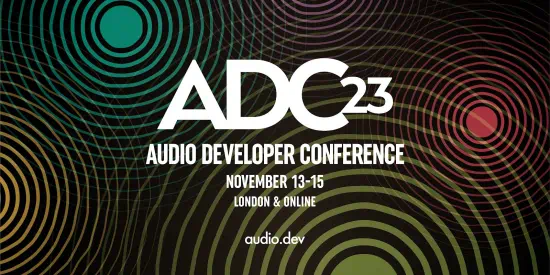 ADC23
AUDIO DEVELOPER CONFERENCE
NOVEMBER 13-15
LONDON & ONLINE
audio.dev